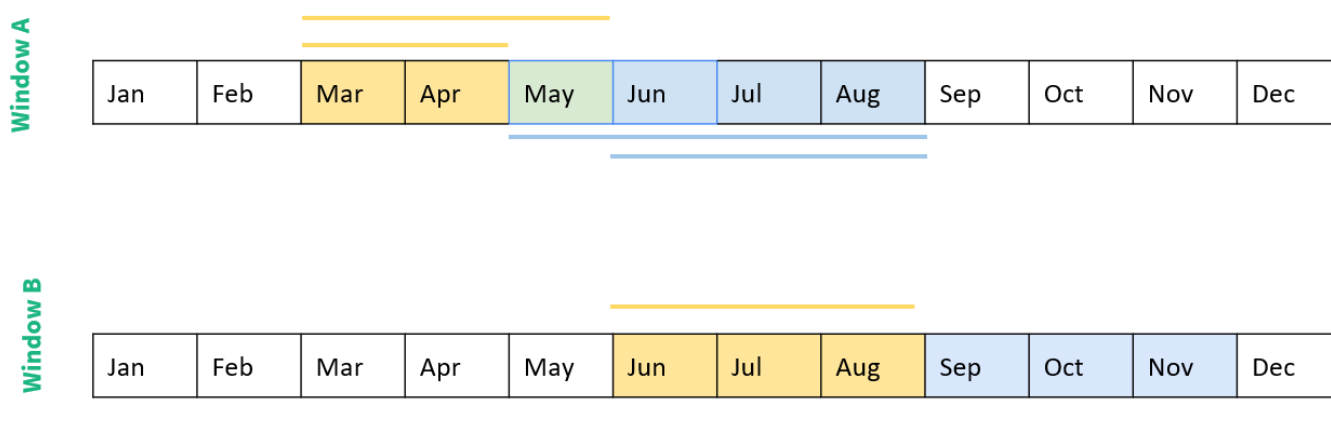 Window A
Jan Feb Mar Apr May Jun Jul Aug Sep Oct Nov Dec
Window B
Jan Feb Mar Apr May Jun Jul Aug Sep Oct Nov Dec